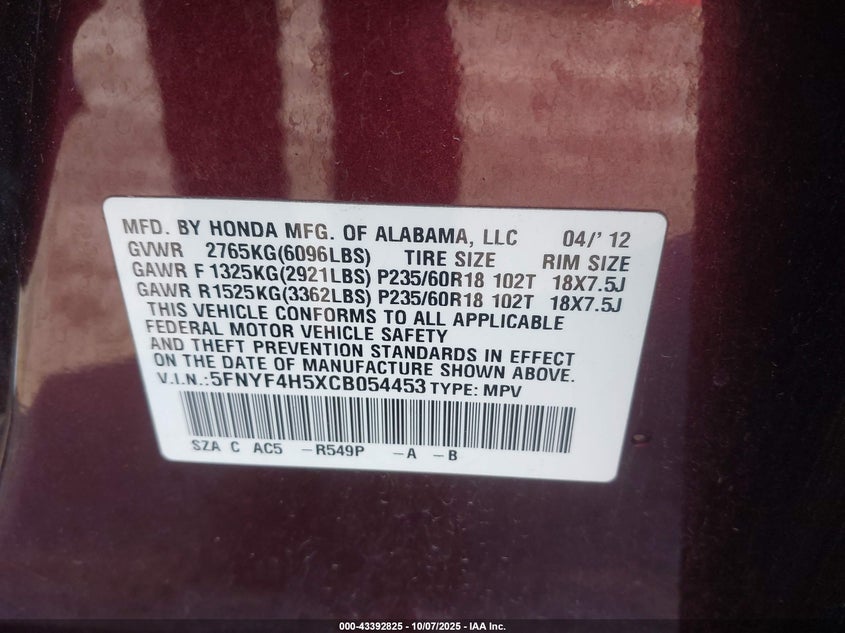 MFD. BY HONDA MFG. OF ALABAMA, LLC 04/' 12
GVWR 2765KG(6096LBS) TIRE SIZE RIM SIZE
GAWR F 1325KG(2921LBS) P235/60R18 102T 18X7.5J
GAWR R1525KG(3362LBS) P235/60R18 102T 18X7.5J
THIS VEHICLE CONFORMS TO ALL APPLICABLE
FEDERAL MOTOR VEHICLE SAFETY
AND THEFT PREVENTION STANDARDS IN EFFECT
ON THE DATE OF MANUFACTURE SHOWN ABOVE.
V.I.N.:5FNYF4H5XCB054453 TYPE: MPV
SZA C AC5 -R549P -A -B
000-43392825 - 10/07/2025 - IAA Inc.